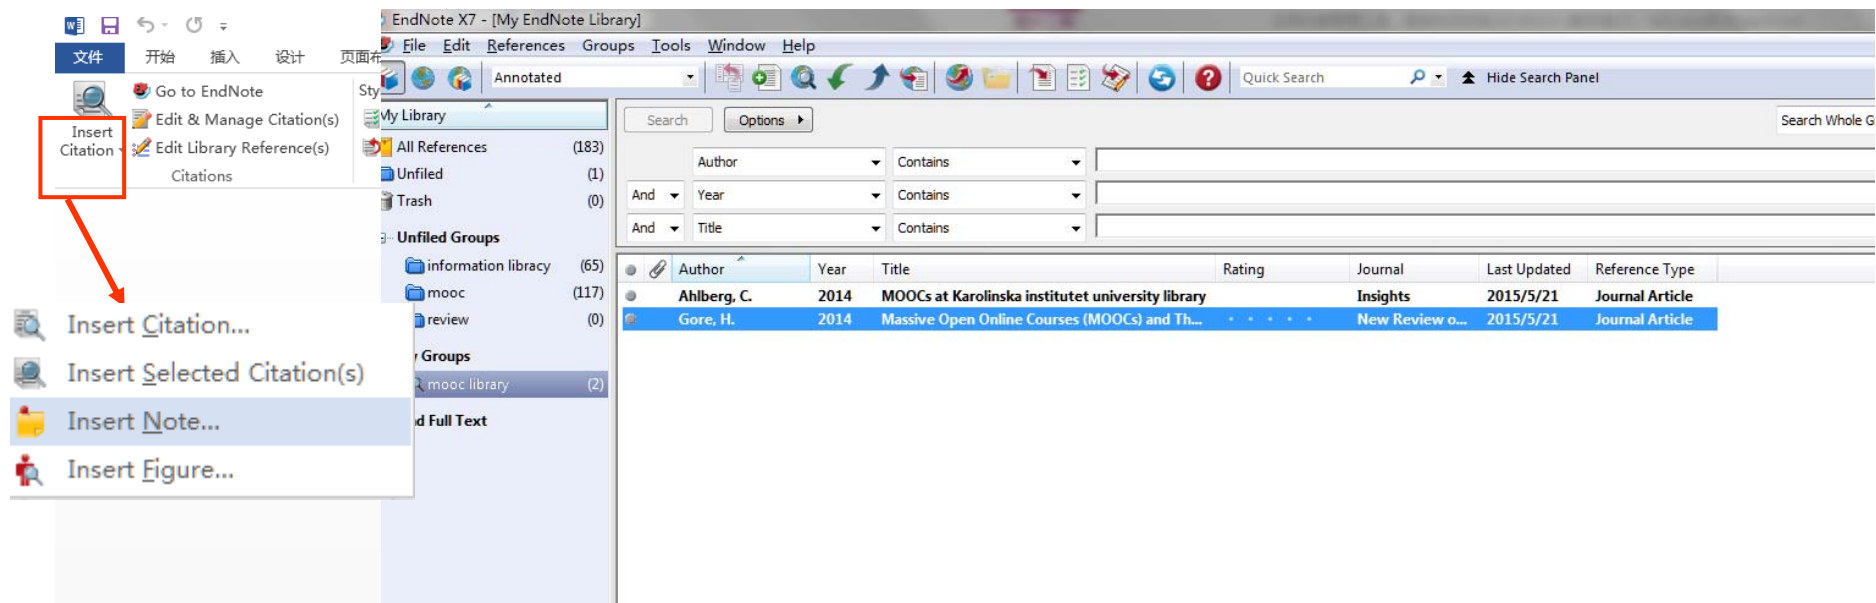 文件 开始 插入 设计 页面
Go to EndNote
Edit & Manage Citation(s)
Insert
Citation
Edit Library Reference(s)
Citations
Sty
Insert Citation...
Insert Selected Citation(s)
Insert Note...
Insert Figure...
EndNote X7 - [My EndNote Library]
File Edit References Groups Tools Window Help
Annotated
Quick Search
Hide Search Panel
My Library
All References (183)
Unfiled (1)
Trash (0)
Unfiled Groups
information libracy (65)
mooc (117)
review (0)
Groups
mooc library (2)
d Full Text
Search Options
Search Whole G
Author Contains
And Year Contains
And Title Contains
Author Year Title Rating Journal Last Updated Reference Type
Ahlberg, C. 2014 MOOCs at Karolinska institutet university library Insights 2015/5/21 Journal Article
Gore, H. 2014 Massive Open Online Courses (MOOCs) and Th... New Review o... 2015/5/21 Journal Article